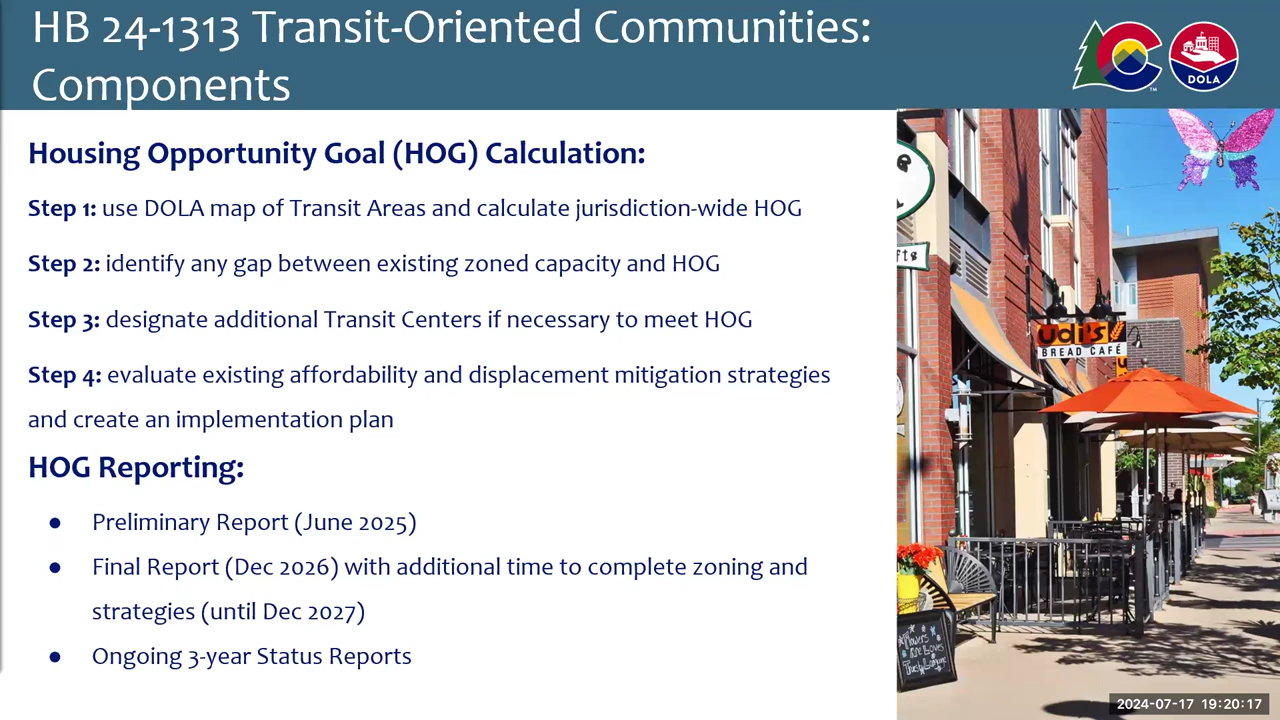 HB 24-1313 Transit-Oriented Communities:
Components
DOLA
Housing Opportunity Goal (HOG) Calculation:
Step 1: use DOLA map of Transit Areas and calculate jurisdiction-wide HOG
Step 2: identify any gap between existing zoned capacity and HOG
Step 3: designate additional Transit Centers if necessary to meet HOG
Step 4: evaluate existing affordability and displacement mitigation strategies
and create an implementation plan
HOG Reporting:
● Preliminary Report (June 2025)
● Final Report (Dec 2026) with additional time to complete zoning and
strategies (until Dec 2027)
● Ongoing 3-year Status Reports
udi's
BREAD CAFÉ
2024-07-17 19:20:17